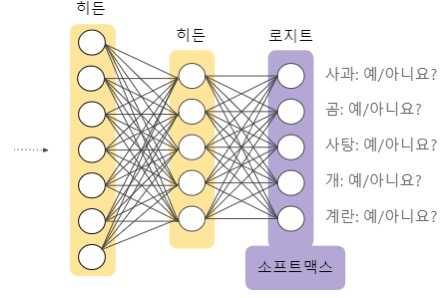 히든
히든
로지트
사과: 예/아니요?
곰: 예/아니요?
사탕: 예/아니요?
개: 예/아니요?
계란: 예/아니요?
소프트맥스